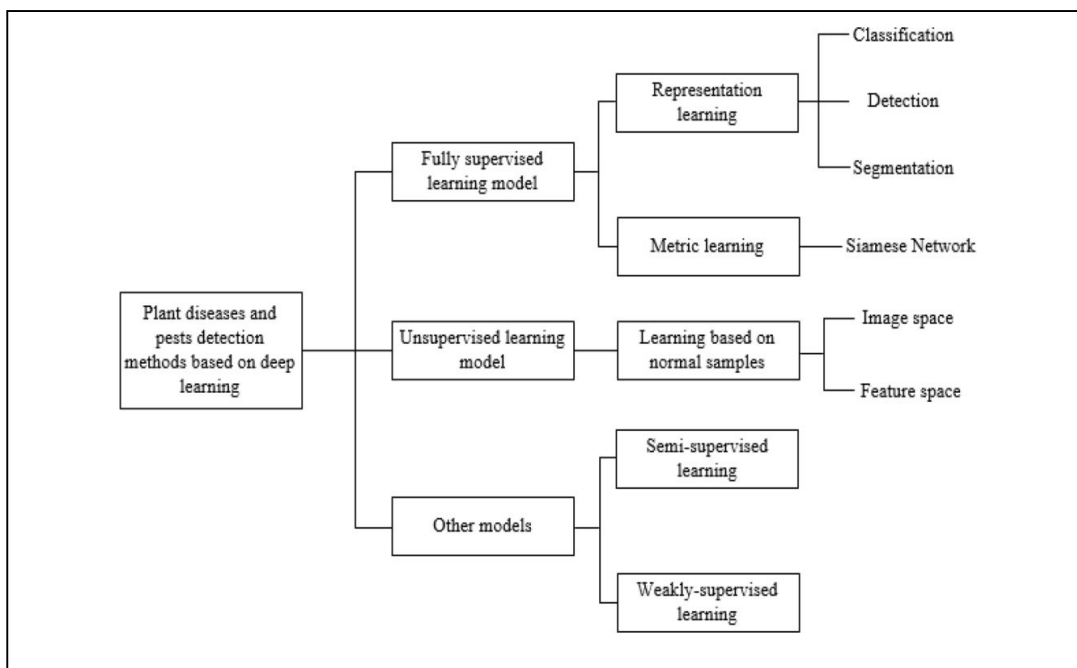 Classification
Representation
learning
Detection
Fully supervised
learning model
Segmentation
Metric learning
Siamese Network
Plant diseases and
pests detection
methods based on deep
learning
Unsupervised learning
model
Learning based on
normal samples
Image space
Feature space
Semi-supervised
learning
Other models
Weakly-supervised
learning